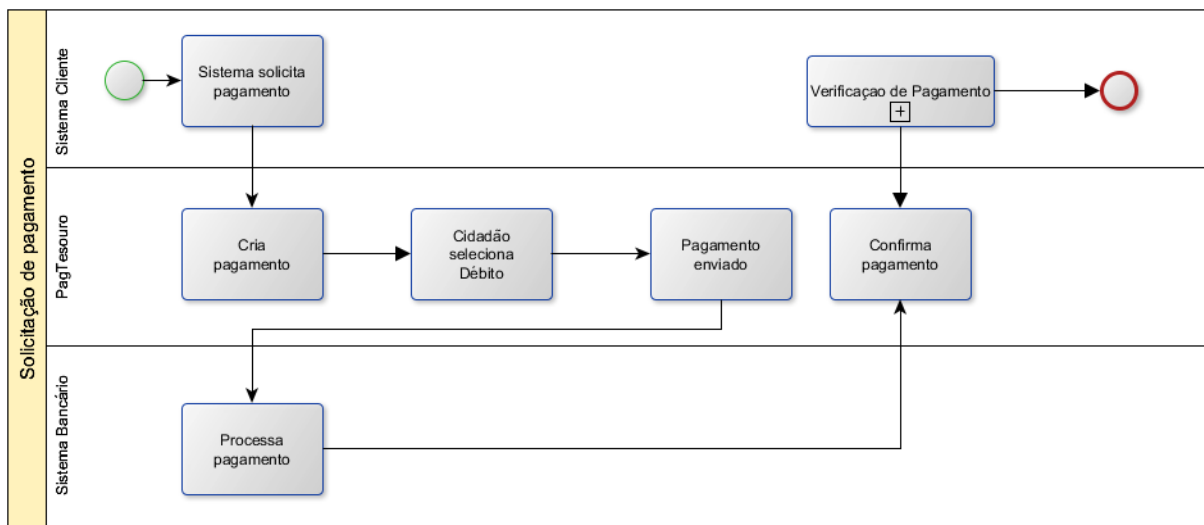 Solicitação de pagamento
Sistema Cliente
Sistema solicita
pagamento
Verificaçao de Pagamento
+
PagTesouro
Cria
pagamento
Cidadão
seleciona
Débito
Pagamento
enviado
Confirma
pagamento
Sistema Bancário
Processa
pagamento